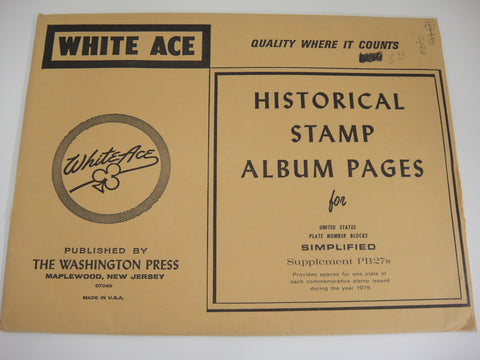 WHITE ACE
QUALITY WHERE IT COUNTS
White Ace
PUBLISHED BY
THE WASHINGTON PRESS
MAPLEWOOD, NEW JERSEY
07040
MADE IN U.S.A.
HISTORICAL
STAMP
ALBUM PAGES
for
UNITED STATES
PLATE NUMBER BLOCKS
SIMPLIFIED
Supplement PB27s
Provides spaces for one plate of
each commemorative stamp issued
during the year 1975.